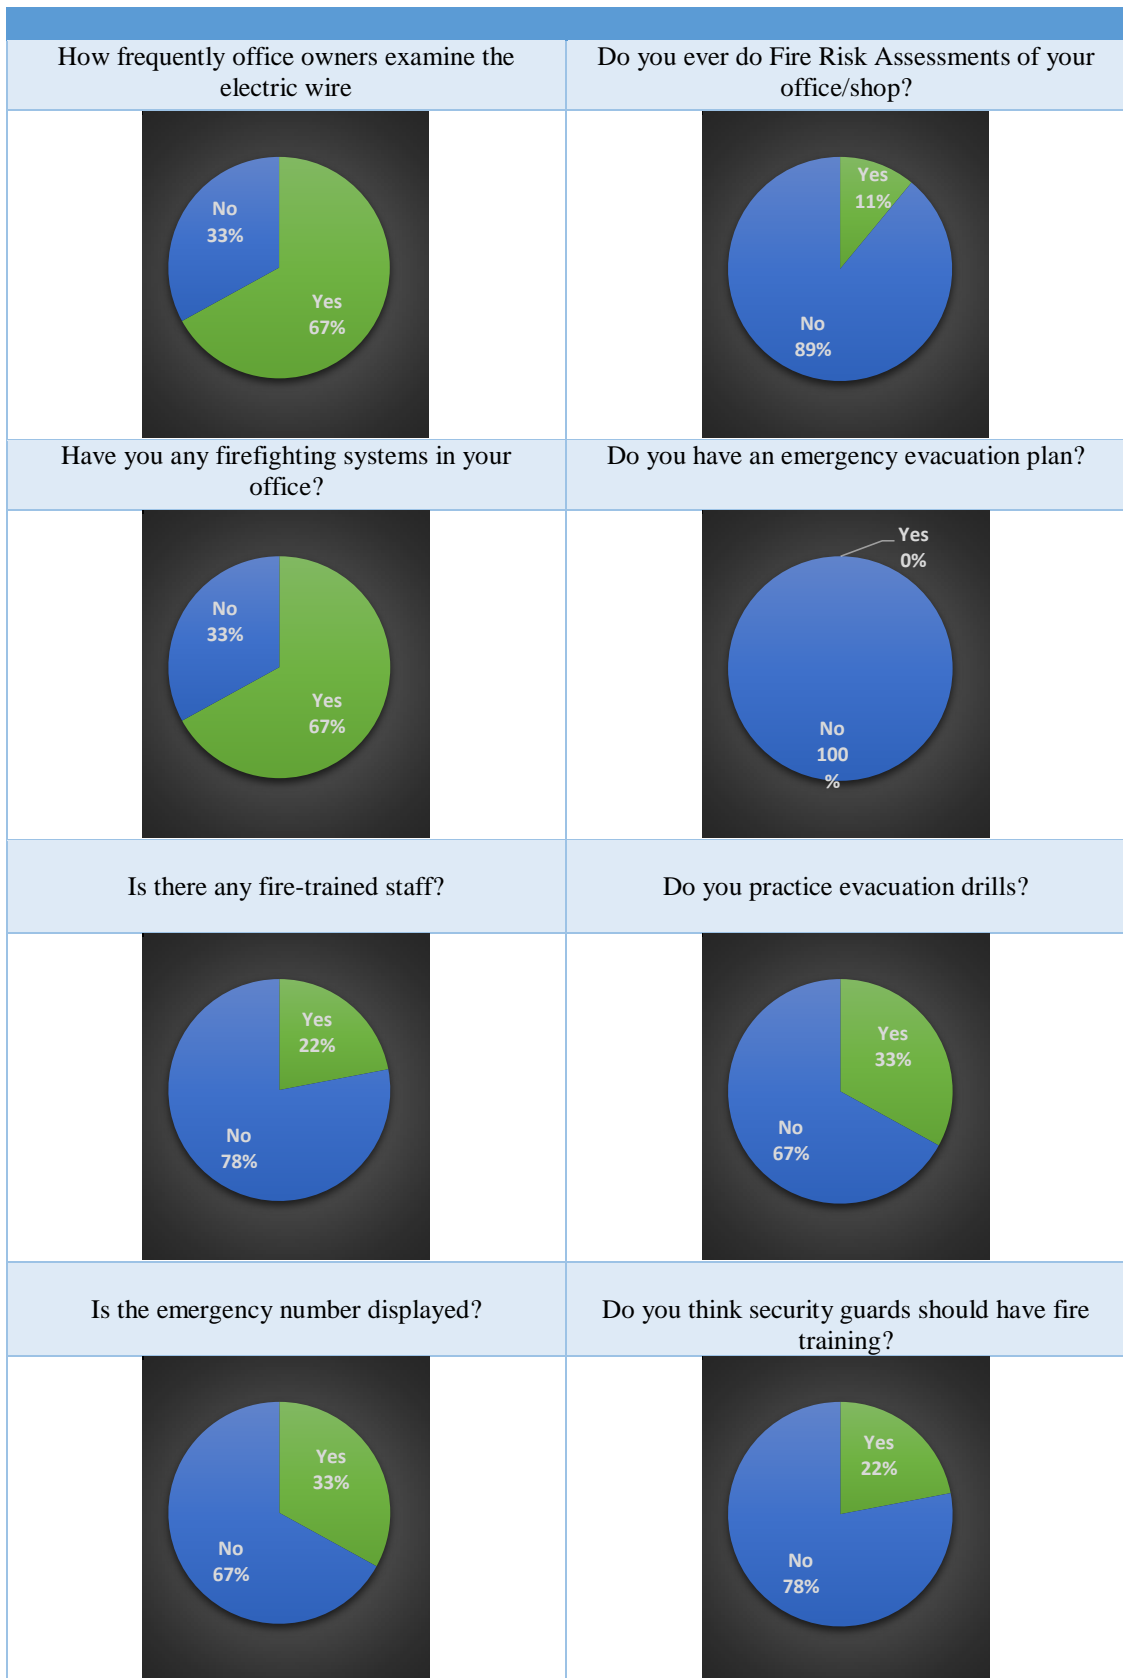 How frequently office owners examine the
electric wire
Do you ever do Fire Risk Assessments of your
office/shop?
No
33%
Yes
67%
Yes
11%
No
89%
Have you any firefighting systems in your
office?
Do you have an emergency evacuation plan?
No
33%
Yes
67%
Yes
0%
No
100
%
Is there any fire-trained staff?
Do you practice evacuation drills?
Yes
22%
No
78%
Yes
33%
No
67%
Is the emergency number displayed?
Do you think security guards should have fire
training?
Yes
33%
No
67%
Yes
22%
No
78%